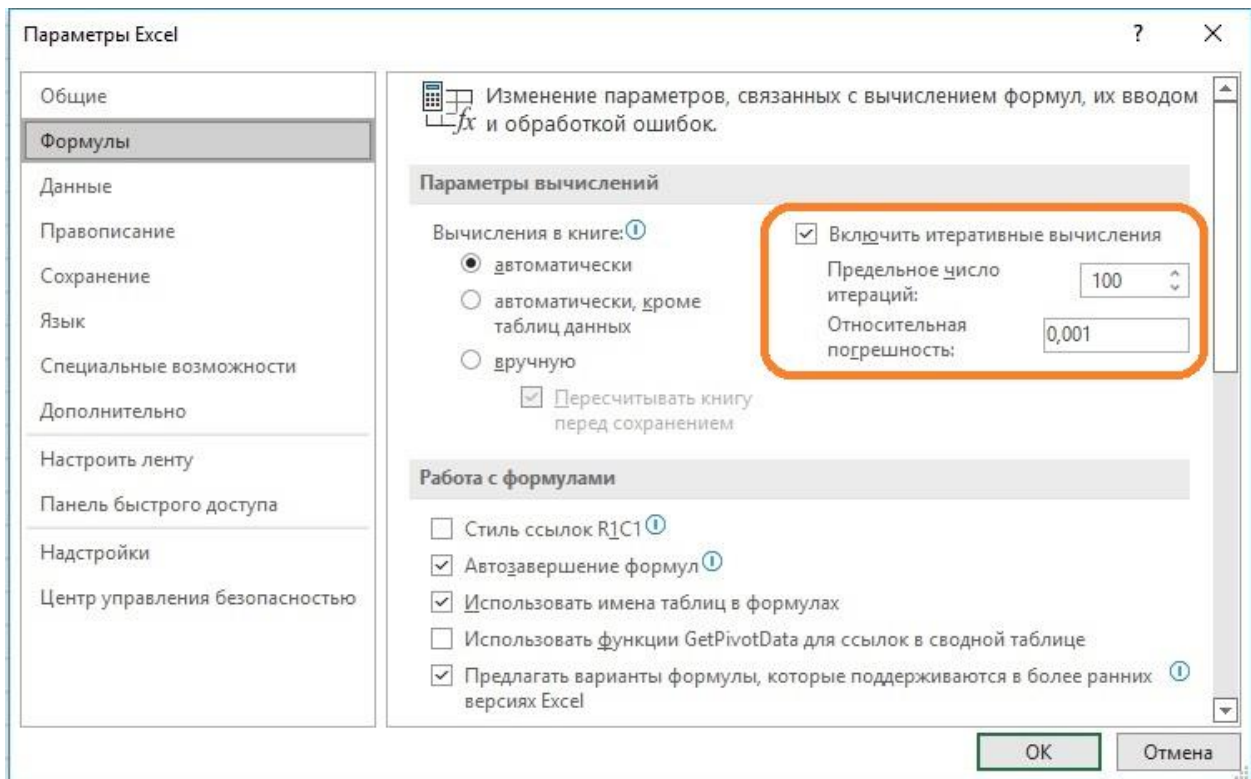 Параметры Excel
?
Общие
Формулы
Данные
Правописание
Сохранение
Язык
Специальные возможности
Дополнительно
Настроить ленту
Панель быстрого доступа
Надстройки
Центр управления безопасностью
fx
Изменение параметров, связанных с вычислением формул, их вводом
и обработкой ошибок.
Параметры вычислений
Вычисления в книге:
автоматически
автоматически, кроме
таблиц данных
вручную
Пересчитывать книгу
перед сохранением
Включить итеративные вычисления
Предельное число
итераций:
100
Относительная
погрешность:
0,001
Работа с формулами
Стиль ссылок R1C1
Автозавершение формул
Использовать имена таблиц в формулах
Использовать функции GetPivotData для ссылок в сводной таблице
Предлагать варианты формулы, которые поддерживаются в более ранних
версиях Excel
ОК
Отмена